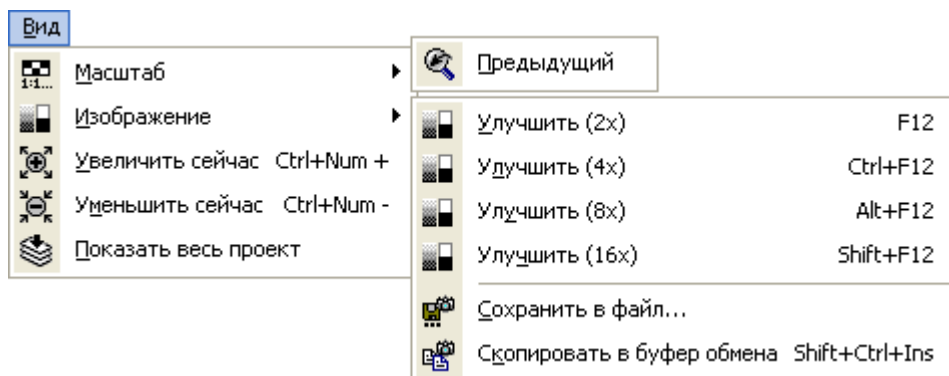 Вид
Масштаб
Изображение
Увеличить сейчас Ctrl+Num +
Уменьшить сейчас Ctrl+Num -
Показать весь проект
Предыдущий
Улучшить (2x) F12
Улучшить (4x) Ctrl+F12
Улучшить (8x) Alt+F12
Улучшить (16x) Shift+F12
Сохранить в файл...
Скопировать в буфер обмена Shift+Ctrl+Ins
1:1...